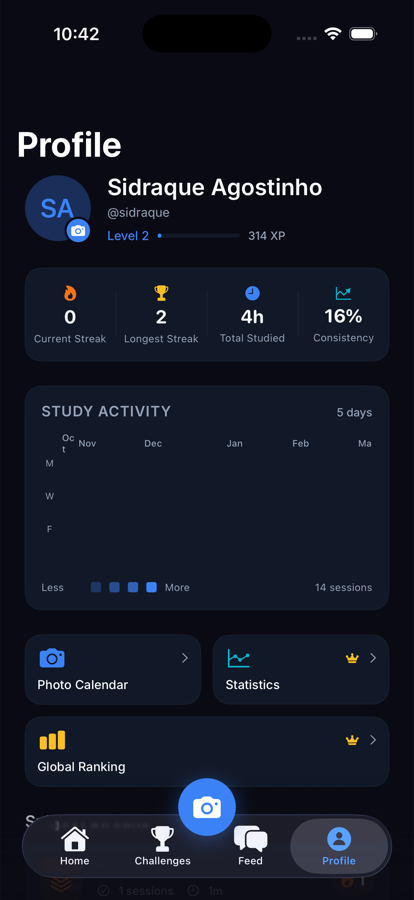 10:42
Profile
SA
Sidraque Agostinho
@sidraque
Level 2 314 XP
0 2 4h 16%
Current Streak Longest Streak Total Studied Consistency
STUDY ACTIVITY 5 days
Oc
t Nov Dec Jan Feb Ma
M
W
F
Less More 14 sessions
Photo Calendar Statistics
Global Ranking
Home Challenges Feed Profile
1 sessions 1m